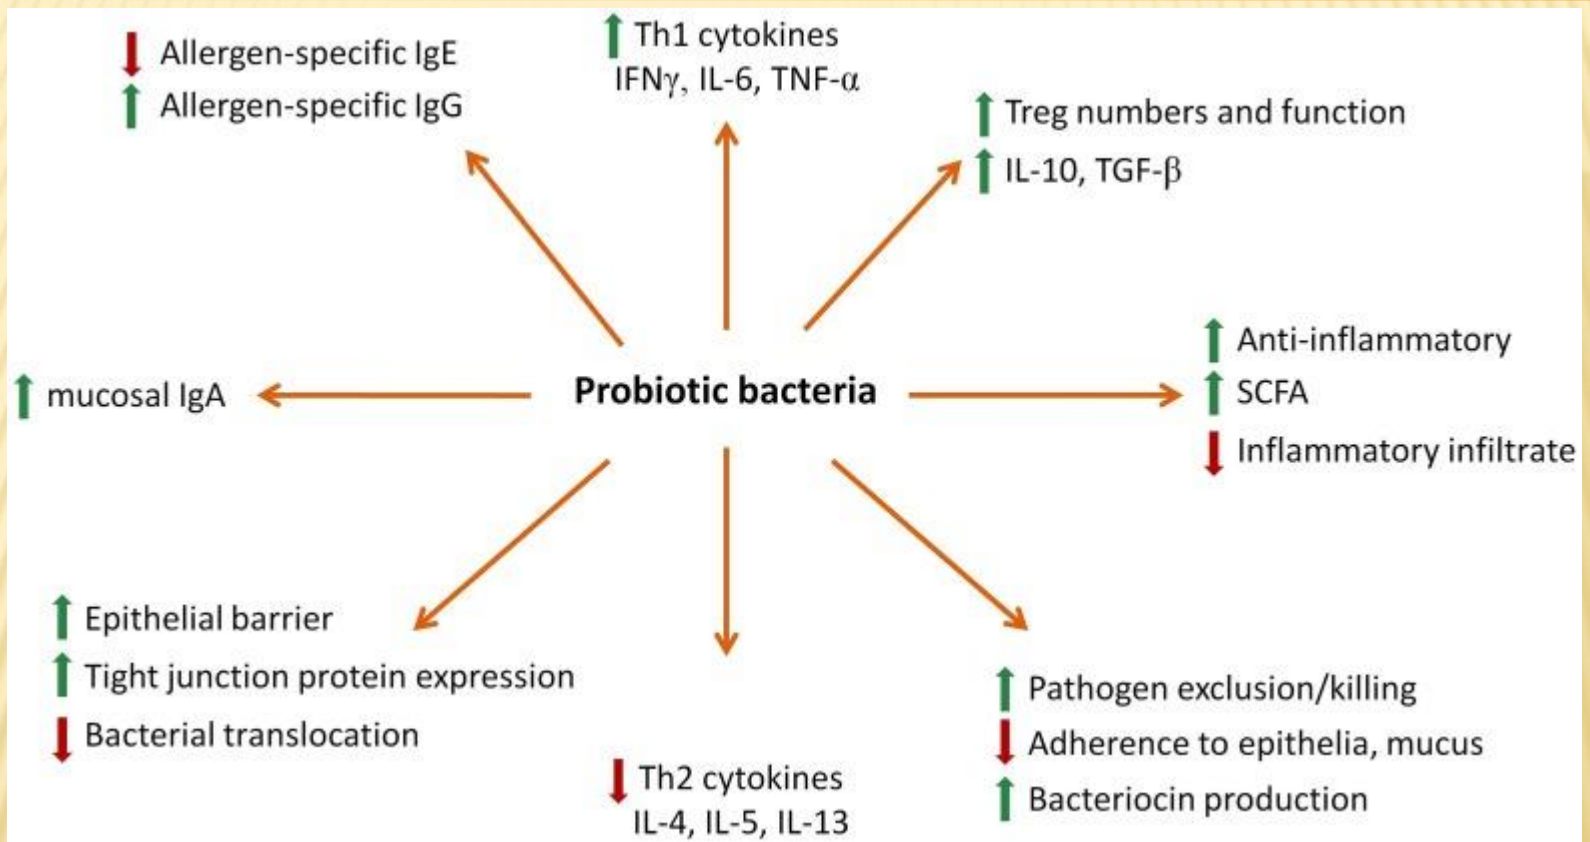 Allergen-specific IgE
Allergen-specific IgG
Th1 cytokines
IFNγ, IL-6, TNF-α
Treg numbers and function
IL-10, TGF-β
mucosal IgA
Probiotic bacteria
Anti-inflammatory
SCFA
Inflammatory infiltrate
Epithelial barrier
Tight junction protein expression
Bacterial translocation
Th2 cytokines
IL-4, IL-5, IL-13
Pathogen exclusion/killing
Adherence to epithelia, mucus
Bacteriocin production